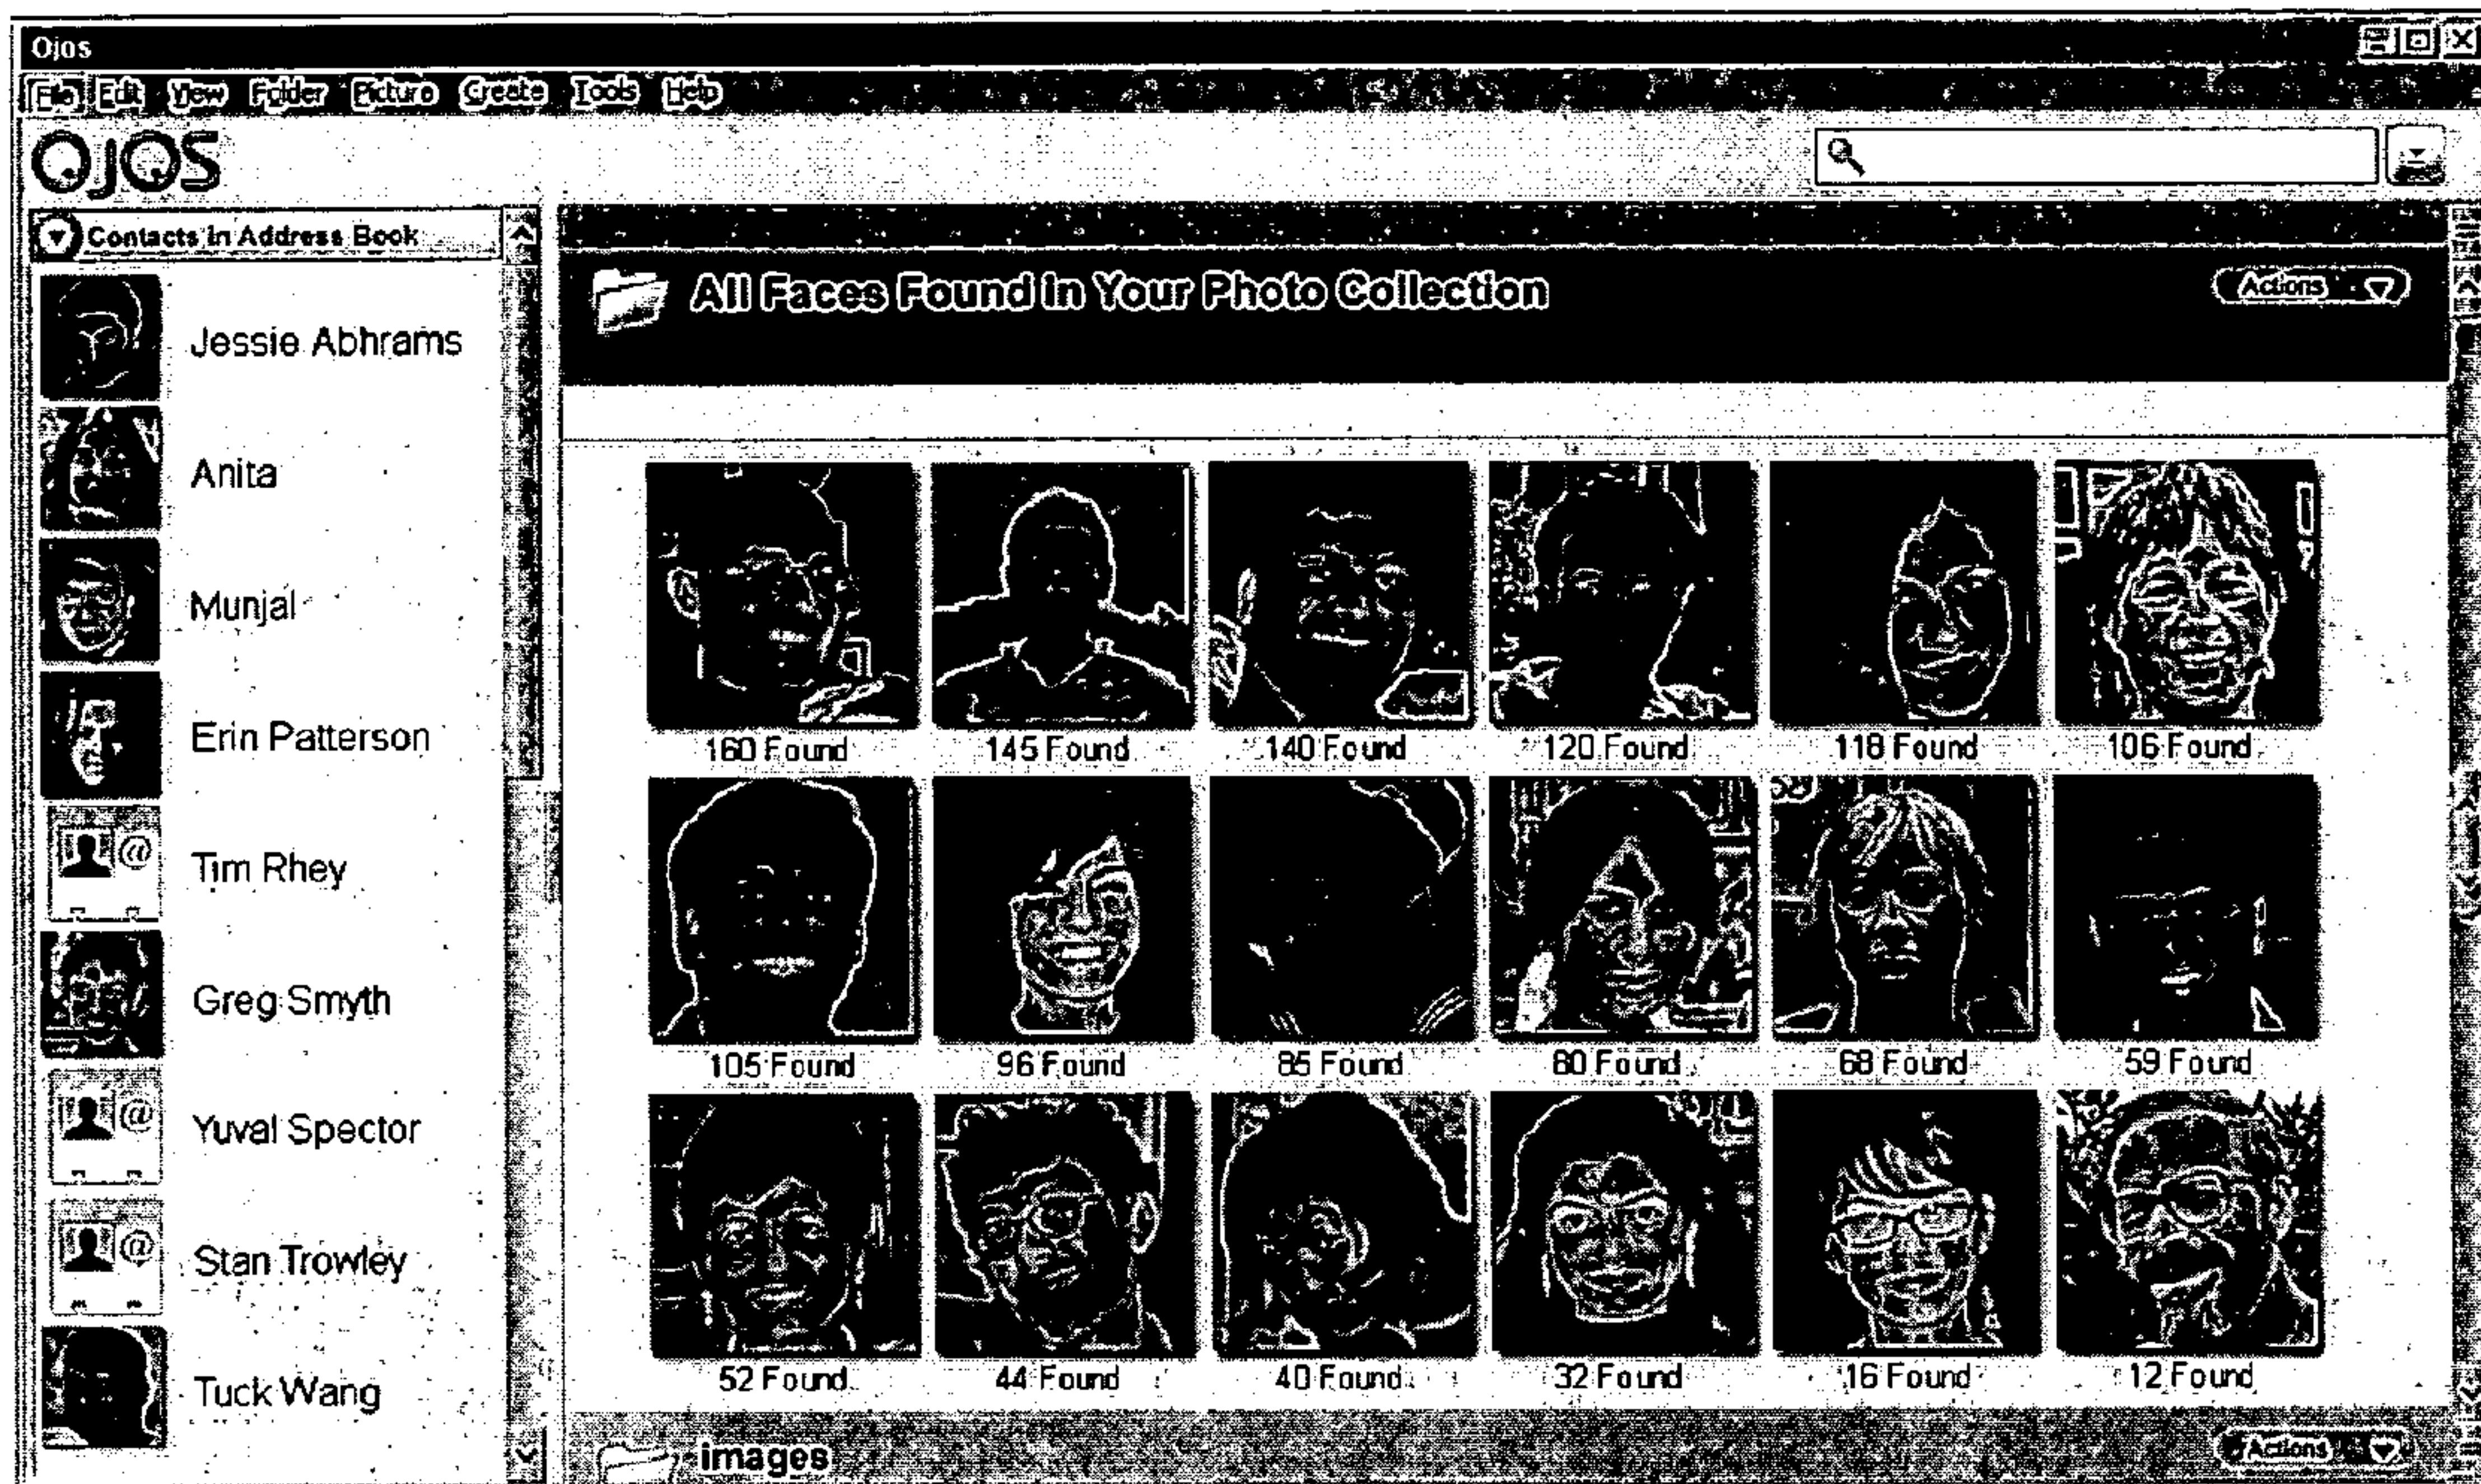 Ojos
File Edit View Folder Picture Create Tools Help
OJOS
Contacts in Address Book
Jessie Abhrams
Anita
Munjal
Erin Patterson
@ Tim Rhey
Greg Smyth
@ Yuval Spector
@ Stan Trowley
Tuck Wang
All Faces Found in Your Photo Collection
Actions
160 Found 145 Found 140 Found 120 Found 118 Found 106 Found
105 Found 96 Found 85 Found 80 Found 68 Found 59 Found
52 Found 44 Found 40 Found 32 Found 16 Found 12 Found
images
Actions